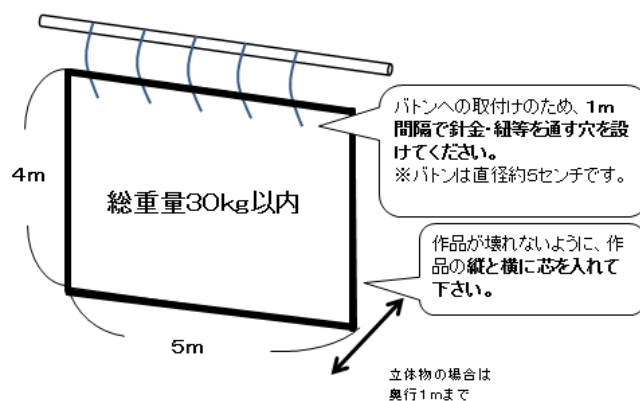 バトンへの取付けのため、1m
間隔で針金・紐等を通す穴を設
けてください。
※バトンは直径約5センチです。
4m
総重量30kg以内
作品が壊れないように、作
品の縦と横に芯を入れて
下さい。
5m
立体物の場合は
奥行1mまで